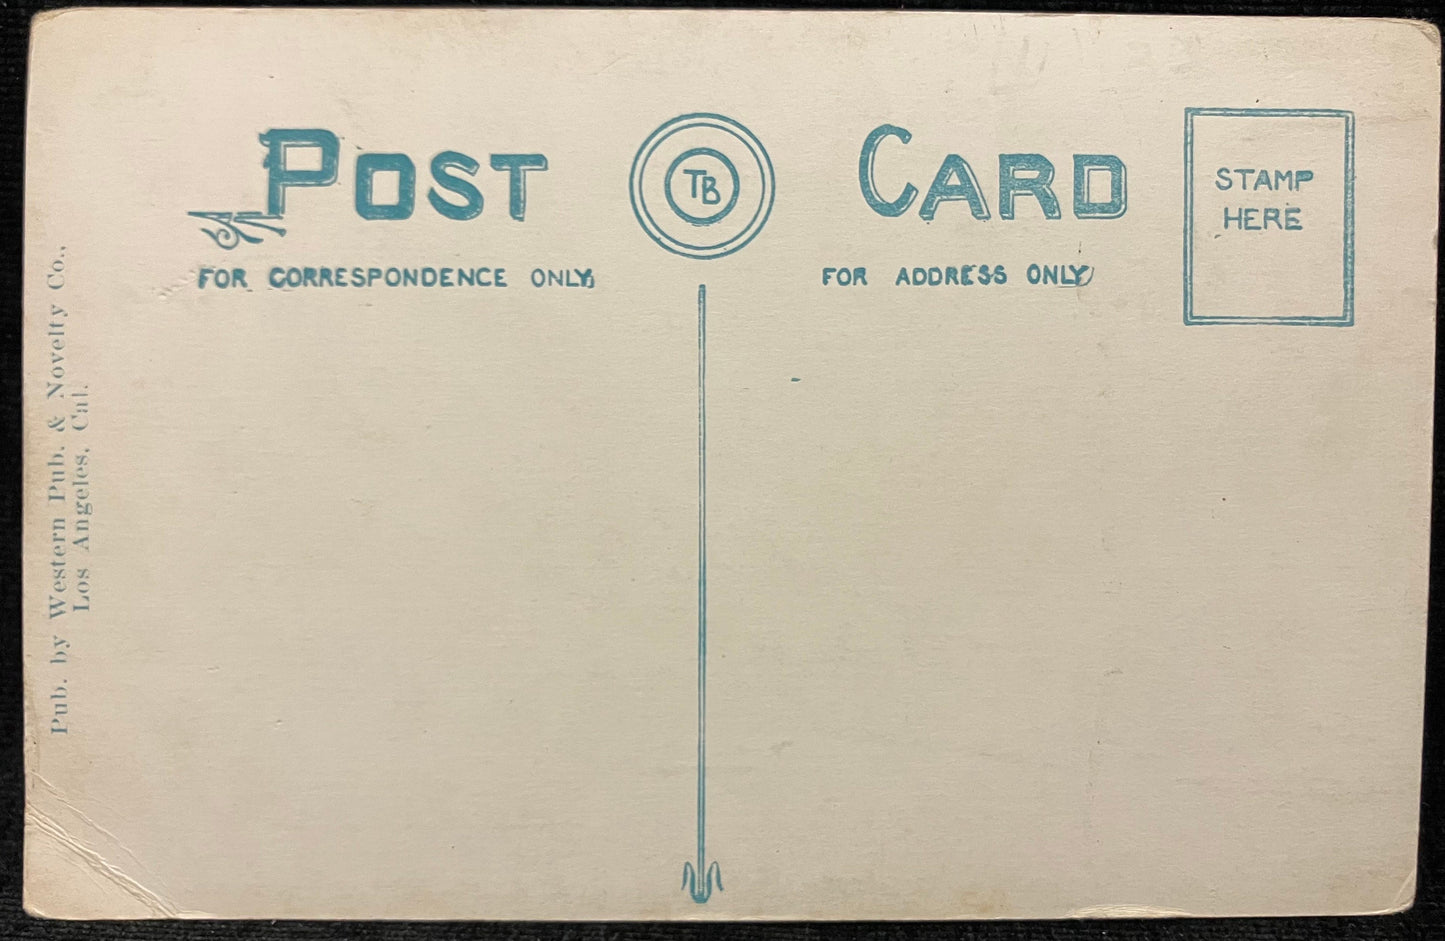 POST TB CARD
STAMP
HERE
FOR CORRESPONDENCE ONLY
FOR ADDRESS ONLY
Pub. by Western Pub. & Novelty Co.,
Los Angeles, Cal.